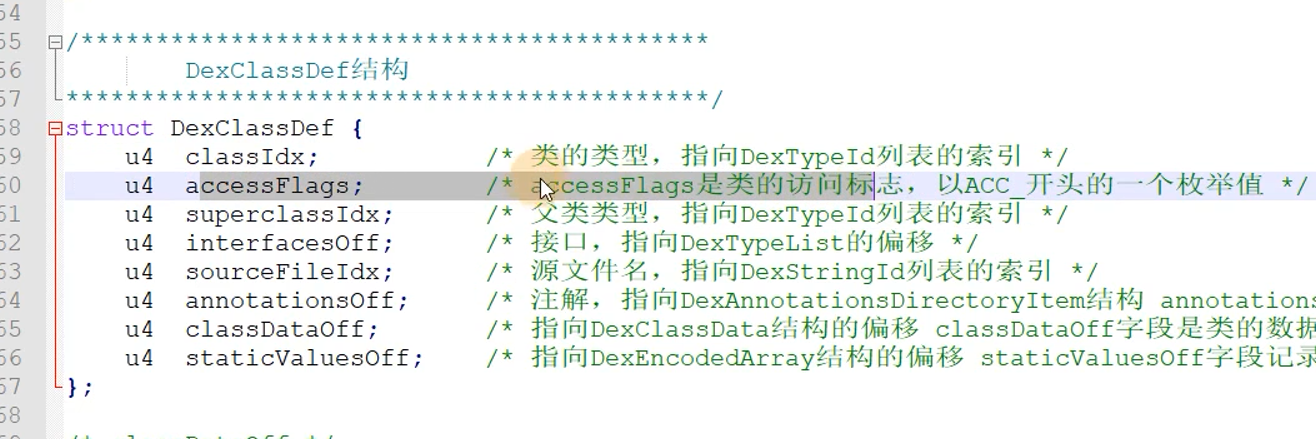 54
55 /******************************************
56 DexClassDef结构
57 *******************************************/
58 struct DexClassDef {
59 u4 classIdx; /* 类的类型，指向DexTypeId列表的索引 */
60 u4 accessFlags; /* accessFlags是类的访问标志，以ACC_开头的一个枚举值 */
61 u4 superclassIdx; /* 父类类型，指向DexTypeId列表的索引 */
62 u4 interfacesOff; /* 接口，指向DexTypeList的偏移 */
63 u4 sourceFileIdx; /* 源文件名，指向DexStringId列表的索引 */
64 u4 annotationsOff; /* 注解，指向DexAnnotationsDirectoryItem结构 annotations
65 u4 classDataOff; /* 指向DexClassData结构的偏移 classDataOff字段是类的数据
66 u4 staticValuesOff; /* 指向DexEncodedArray结构的偏移 staticValuesOff字段记录
67 };
68